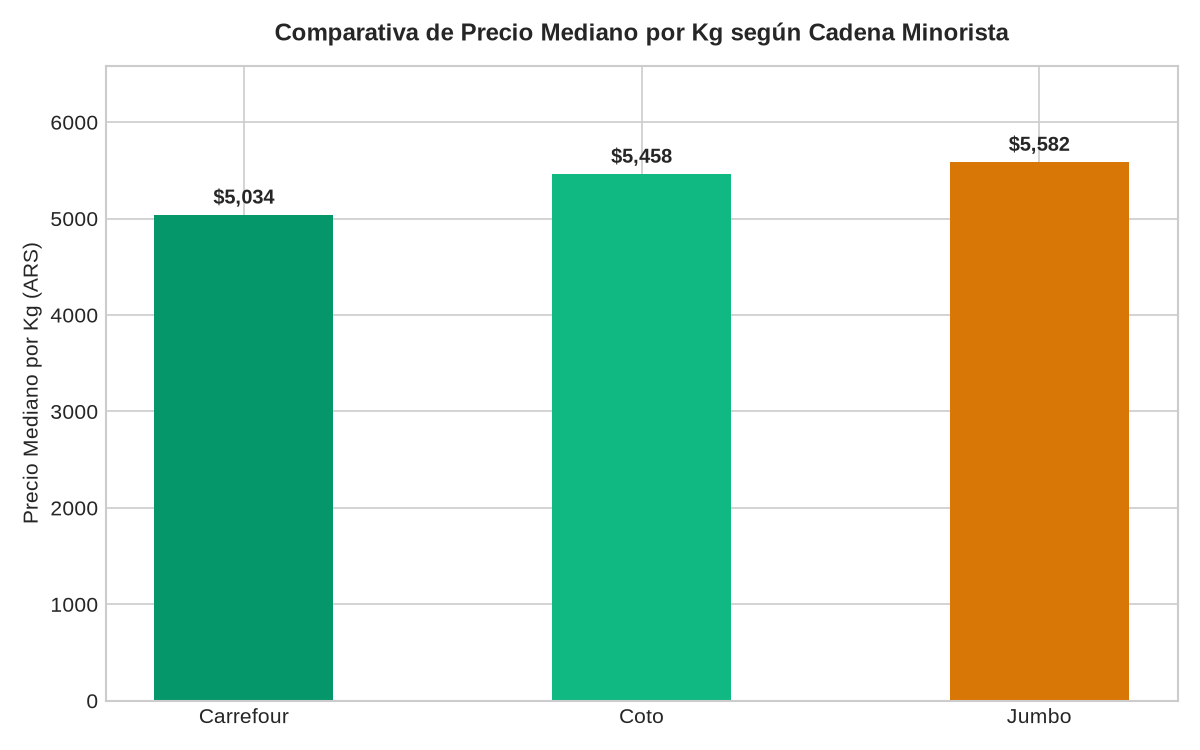 Comparativa de Precio Mediano por Kg según Cadena Minorista
Precio Mediano por Kg (ARS)
6000
5000
4000
3000
2000
1000
0
$5,034
$5,458
$5,582
Carrefour
Coto
Jumbo